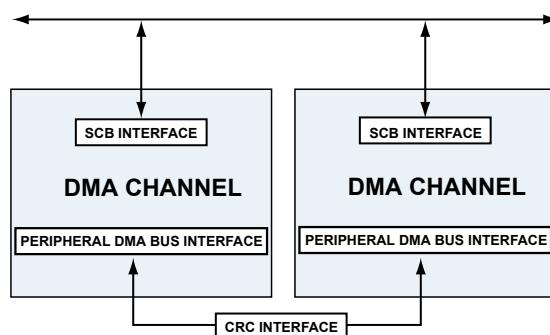 SCB INTERFACE
DMA CHANNEL
PERIPHERAL DMA BUS INTERFACE
SCB INTERFACE
DMA CHANNEL
PERIPHERAL DMA BUS INTERFACE
CRC INTERFACE